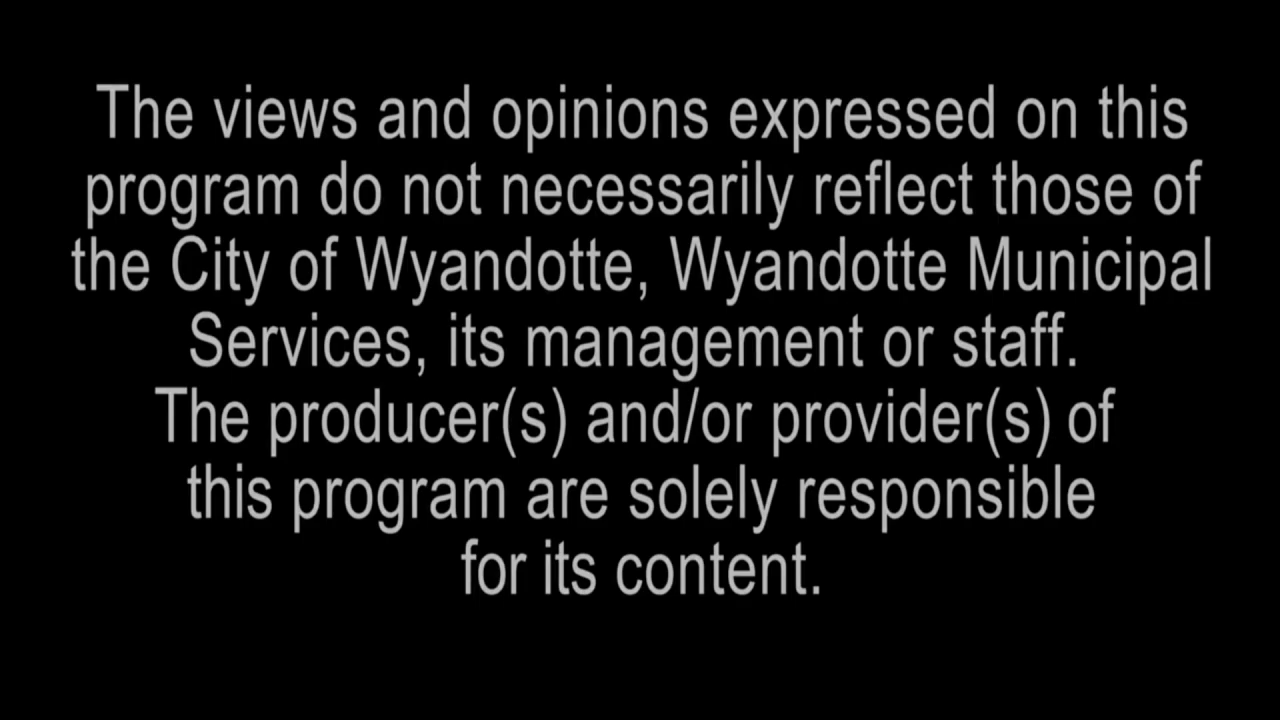 The views and opinions expressed on this
program do not necessarily reflect those of
the City of Wyandotte, Wyandotte Municipal
Services, its management or staff.
The producer(s) and/or provider(s) of
this program are solely responsible
for its content.